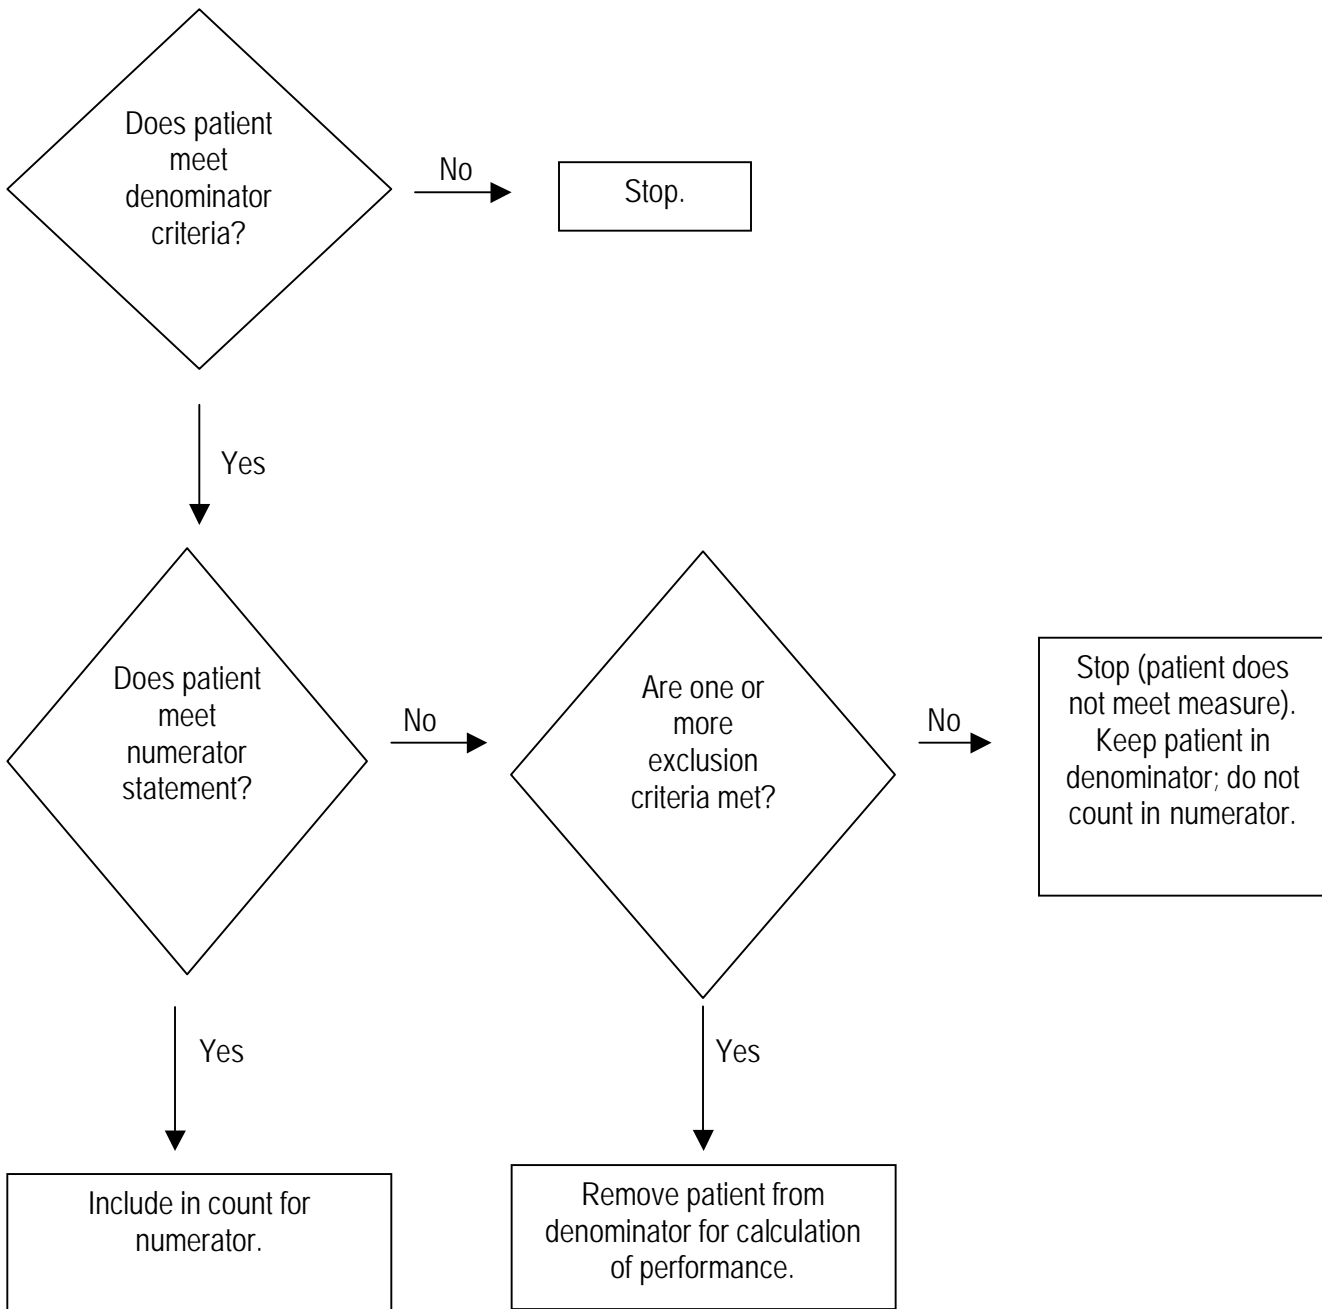 Does patient
meet
denominator
criteria?
No
Stop.
Yes
Does patient
meet
numerator
statement?
No
Are one or
more
exclusion
criteria met?
No
Stop (patient does
not meet measure).
Keep patient in
denominator; do not
count in numerator.
Yes
Yes
Include in count for
numerator.
Remove patient from
denominator for calculation
of performance.